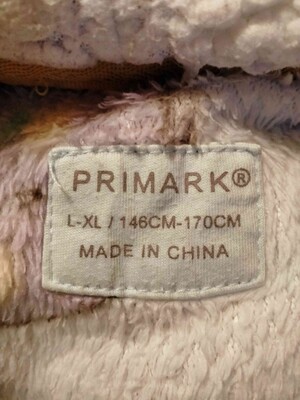 PRIMARK®
L-XL / 146CM-170CM
MADE IN CHINA